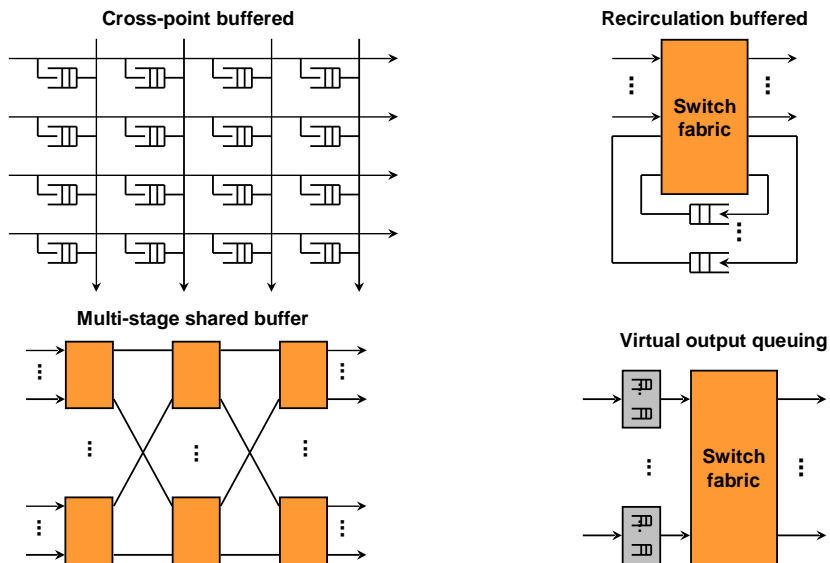 Cross-point buffered
Recirculation buffered
Switch
fabric
Multi-stage shared buffer
Virtual output queuing
Switch
fabric